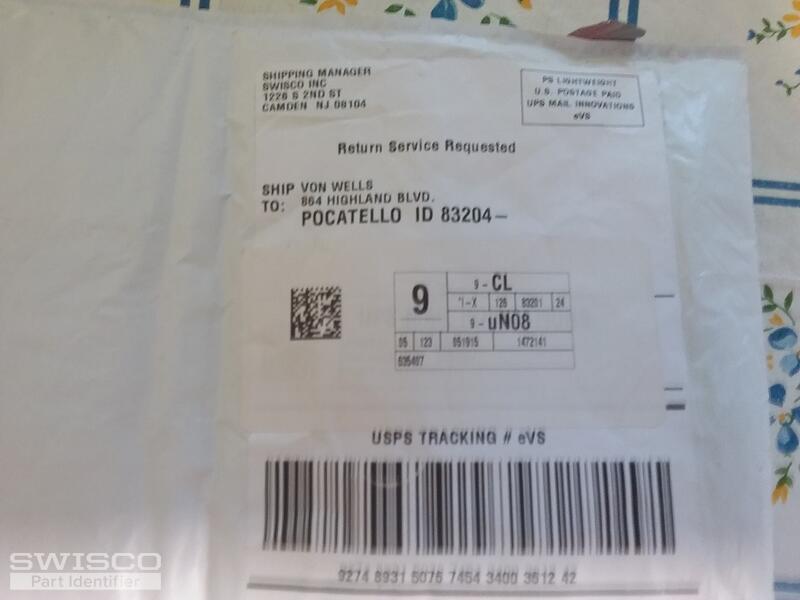 SHIPPING MANAGER
SWISCO INC
1226 S 2ND ST
CAMDEN NJ 08104
PS LIGHTWEIGHT
U.S. POSTAGE PAID
UPS MAIL INNOVATIONS
eVS
Return Service Requested
SHIP TO:
VON WELLS
864 HIGHLAND BLVD.
POCATELLO ID 83204-
9
9 - CL
*I-X 126 83201 24
9 - uN08
05 123 051915 1472141
635487
USPS TRACKING # eVS
9274 8931 5076 7454 3400 3612 42
SWISCO
Part Identifier